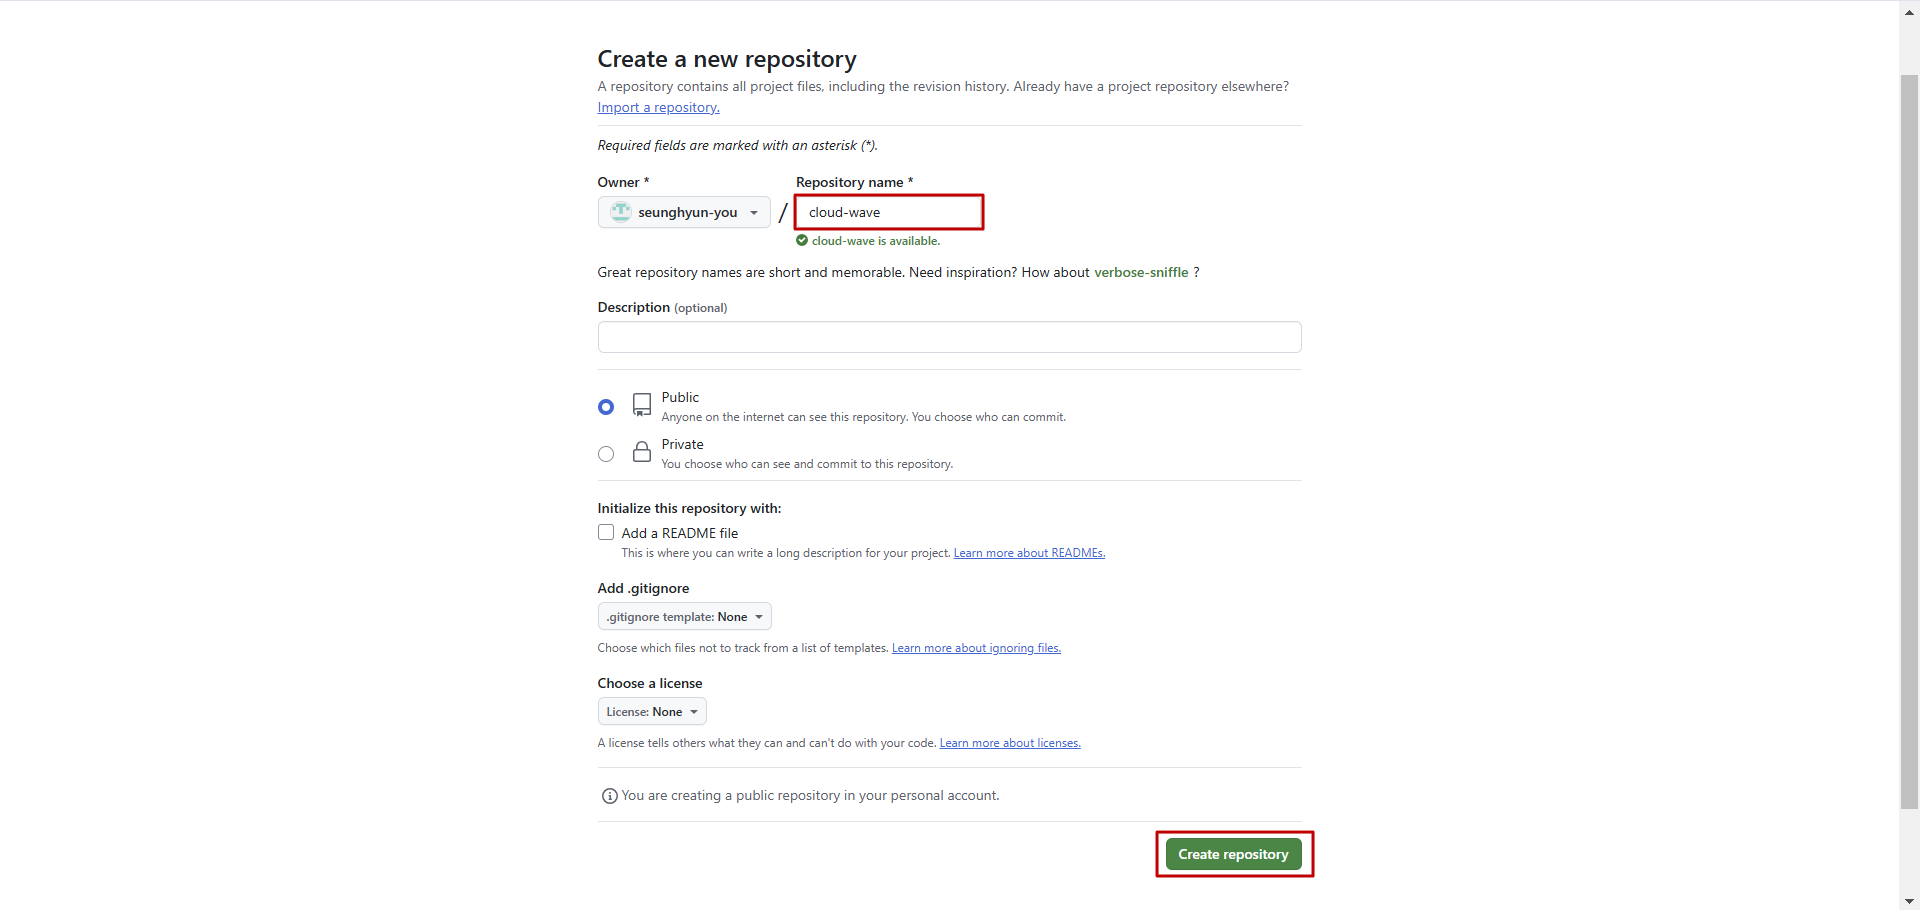 Create a new repository
A repository contains all project files, including the revision history. Already have a project repository elsewhere?
Import a repository.
Required fields are marked with an asterisk (*).
Owner * Repository name *
seunghyun-you / cloud-wave
cloud-wave is available.
Great repository names are short and memorable. Need inspiration? How about verbose-sniffle ?
Description (optional)
Public
Anyone on the internet can see this repository. You choose who can commit.
Private
You choose who can see and commit to this repository.
Initialize this repository with:
Add a README file
This is where you can write a long description for your project. Learn more about READMEs.
Add .gitignore
.gitignore template: None
Choose which files not to track from a list of templates. Learn more about ignoring files.
Choose a license
License: None
A license tells others what they can and can't do with your code. Learn more about licenses.
You are creating a public repository in your personal account.
Create repository